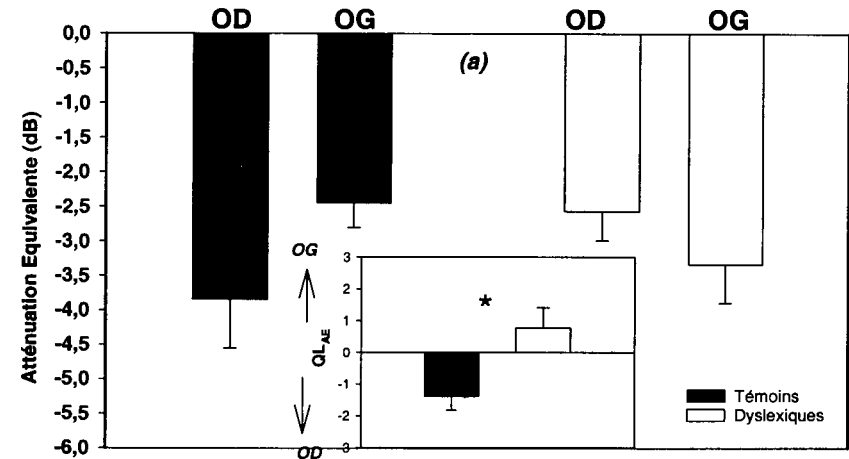 OD OG OD OG
(a)
Atténuation Equivalente (dB)
0,0
-0,5
-1,0
-1,5
-2,0
-2,5
-3,0
-3,5
-4,0
-4,5
-5,0
-5,5
-6,0
OG
OD
QLAE
3
2
1
0
-1
-2
3
*
Témoins
Dyslexiques